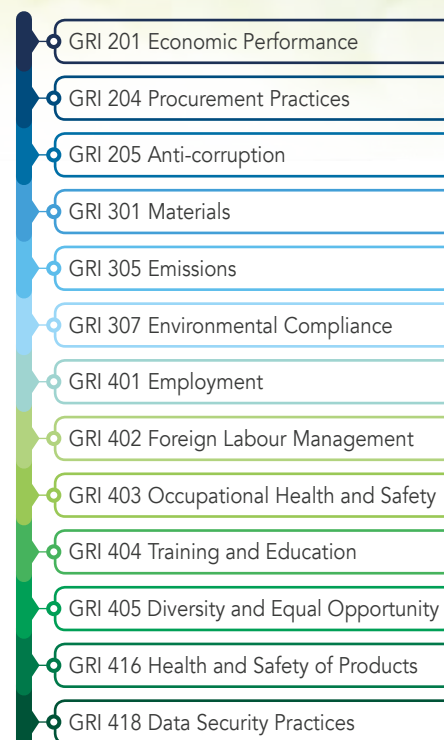 GRI 201 Economic Performance
GRI 204 Procurement Practices
GRI 205 Anti-corruption
GRI 301 Materials
GRI 305 Emissions
GRI 307 Environmental Compliance
GRI 401 Employment
GRI 402 Foreign Labour Management
GRI 403 Occupational Health and Safety
GRI 404 Training and Education
GRI 405 Diversity and Equal Opportunity
GRI 416 Health and Safety of Products
GRI 418 Data Security Practices